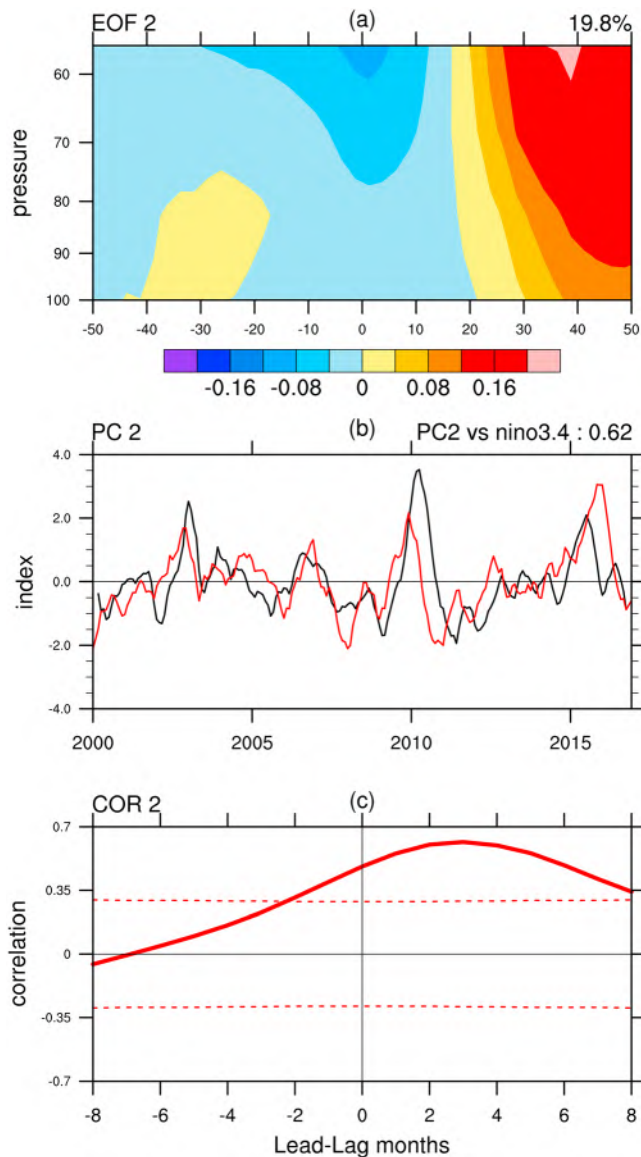 EOF 2 (a) 19.8%
pressure
60
70
80
90
100
-50 -40 -30 -20 -10 0 10 20 30 40 50
-0.16 -0.08 0 0.08 0.16
PC 2 (b) PC2 vs nino3.4 : 0.62
index
4.0
2.0
0.0
-2.0
-4.0
2000 2005 2010 2015
COR 2 (c)
correlation
0.7
0.35
0
-0.35
-0.7
-8 -6 -4 -2 0 2 4 6 8
Lead-Lag months